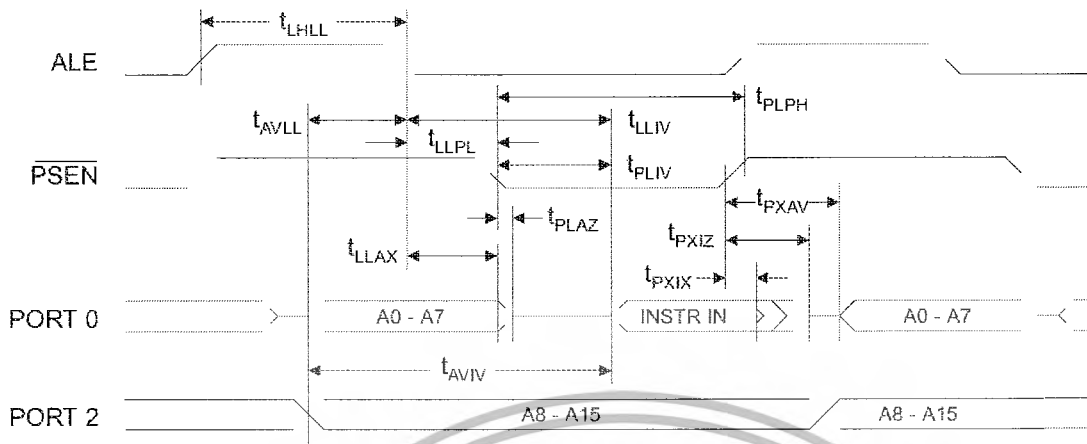 tLHLL
ALE
tPLPH
tAVLL
tLLIV
tLLPL
PSEN
tPLIV
tPXAV
tPLAZ
tPXIZ
tLLAX
tPXIX
PORT 0
A0 - A7
INSTR IN
A0 - A7
tAVIV
PORT 2
A8 - A15
A8 - A15